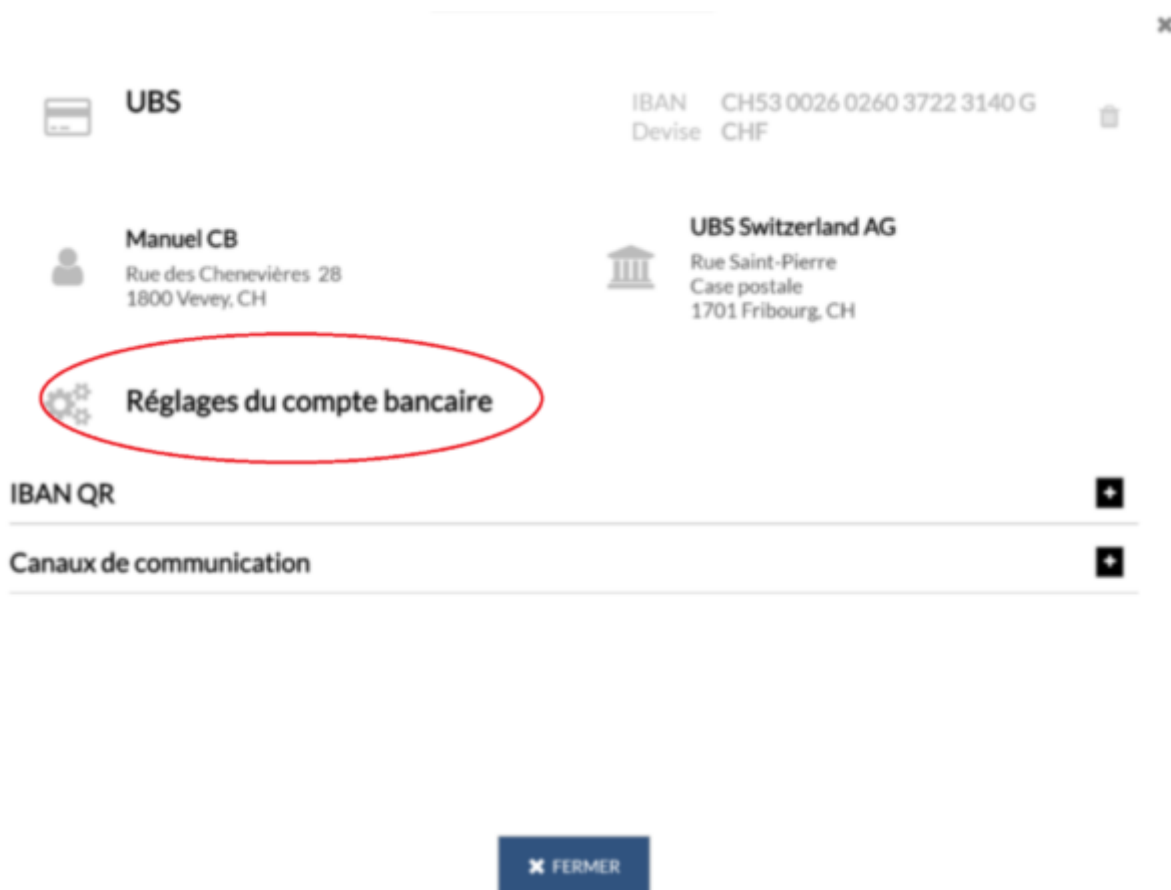 UBS
IBAN CH53 0026 0260 3722 3140 G
Devise CHF
Manuel CB
Rue des Chenevières 28
1800 Vevey, CH
UBS Switzerland AG
Rue Saint-Pierre
Case postale
1701 Fribourg, CH
Réglages du compte bancaire
IBAN QR
Canaux de communication
FERMER